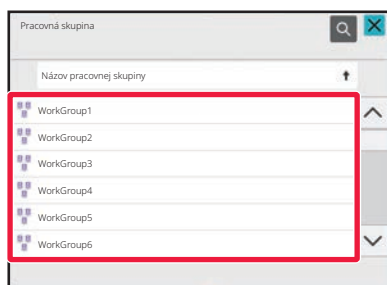 Pracovná skupina
Názov pracovnej skupiny
WorkGroup1
WorkGroup2
WorkGroup3
WorkGroup4
WorkGroup5
WorkGroup6